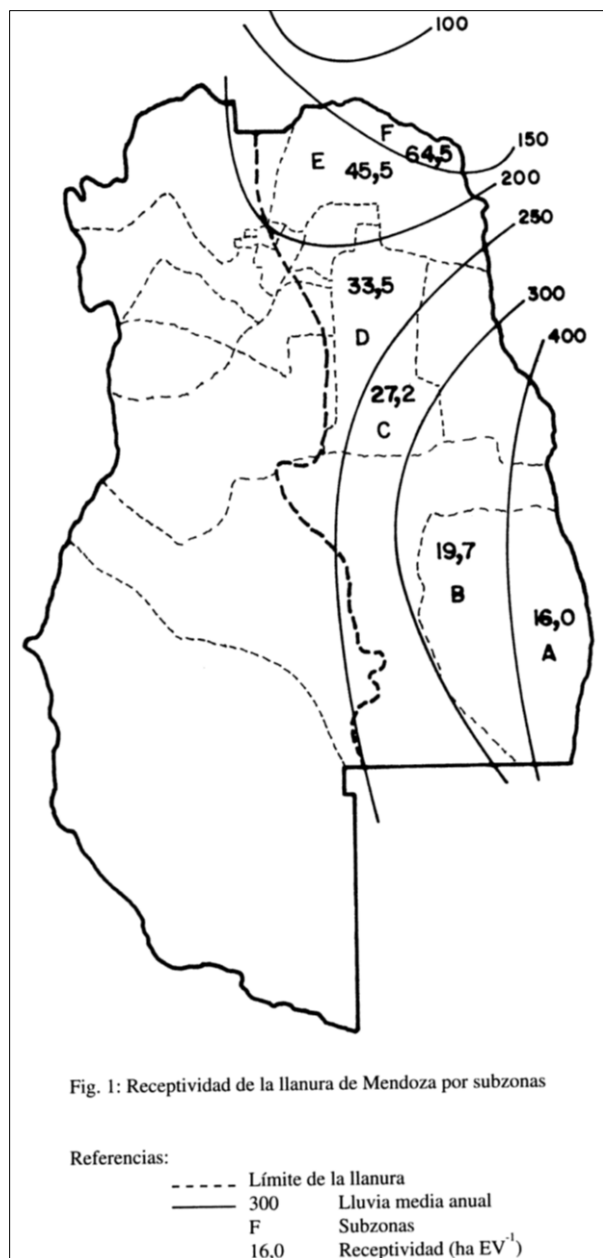 100
F
150
64,5
E
45,5
200
250
33,5
300
D
400
27,2
C
19,7
B
16,0
A
Fig. 1: Receptividad de la llanura de Mendoza por subzonas
Referencias:
Límite de la llanura
300 Lluvia media anual
F Subzonas
16,0 Receptividad (ha EV⁻¹)